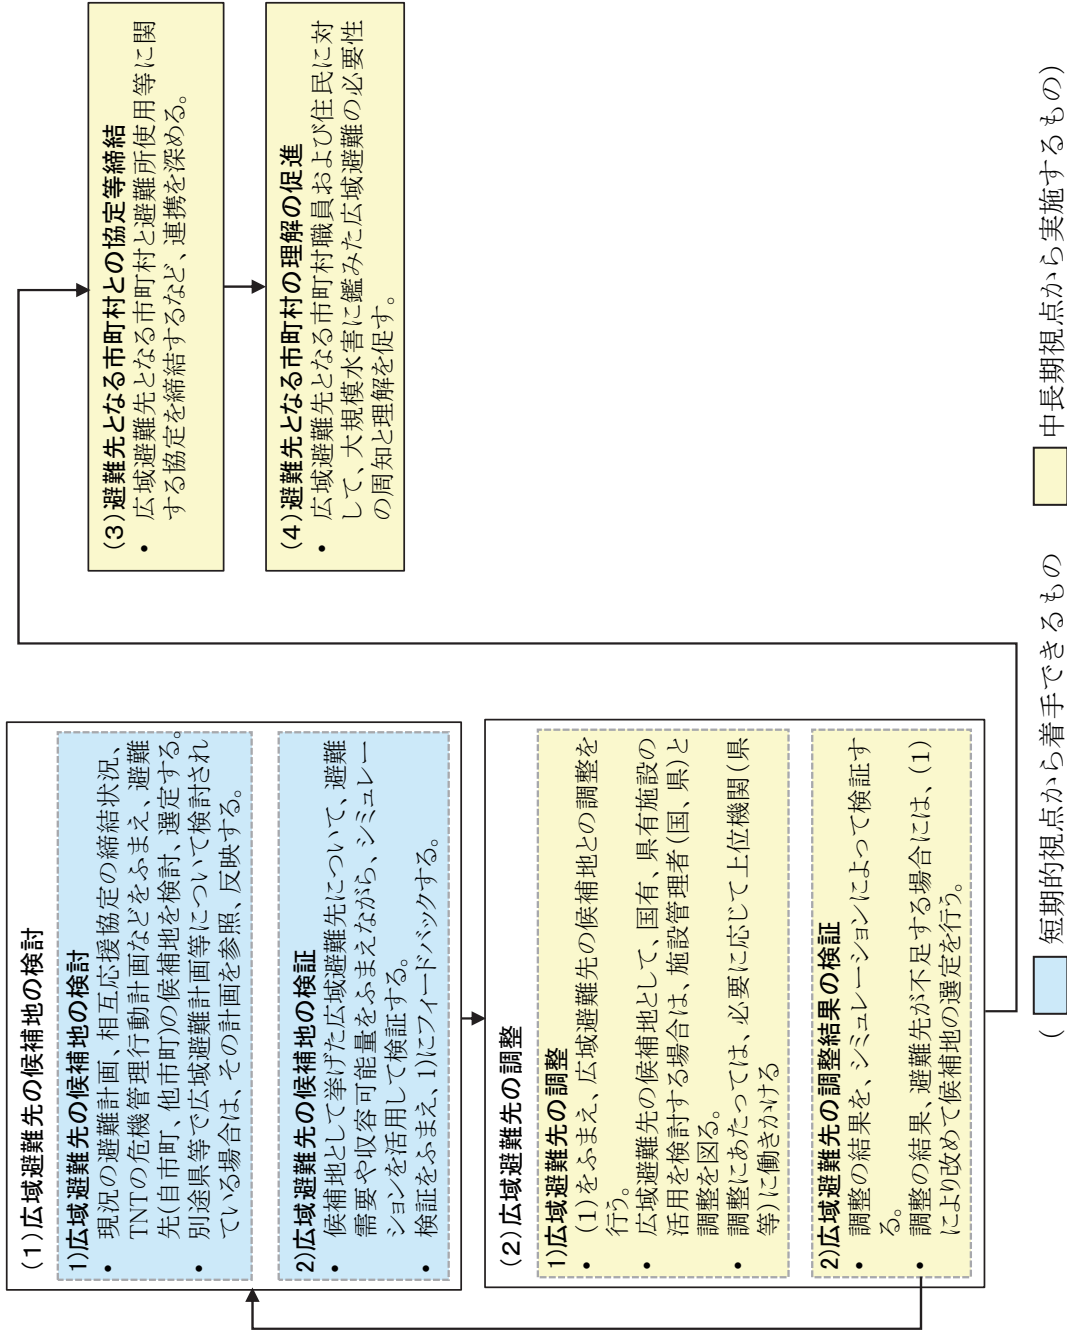 (1)広域避難先の候補地の検討
1)広域避難先の候補地の検討
• 現況の避難計画、相互応援協定の締結状況、
TNTの危機管理行動計画などをふまえ、避難
先(自市町、他市町)の候補地を検討、選定する。
• 別途県等で広域避難計画等について検討され
ている場合は、その計画を参照、反映する。
2)広域避難先の候補地の検証
• 候補地として挙げた広域避難先について、避難
需要や収容可能量をふまえながら、シミュレー
ションを活用して検証する。
• 検証をふまえ、1)にフィードバックする。
(2)広域避難先の調整
1)広域避難先の調整
• (1)をふまえ、広域避難先の候補地との調整を
行う。
• 広域避難先の候補地として、国有、県有施設の
活用を検討する場合は、施設管理者(国、県)と
調整を図る。
• 調整にあたっては、必要に応じて上位機関(県
等)に働きかける
2)広域避難先の調整結果の検証
• 調整の結果を、シミュレーションによって検証す
る。
• 調整の結果、避難先が不足する場合には、(1)
により改めて候補地の選定を行う。
(3)避難先となる市町村との協定等締結
• 広域避難先となる市町村と避難所使用等に関
する協定を締結するなど、連携を深める。
(4)避難先となる市町村の理解の促進
• 広域避難先となる市町村職員および住民に対
して、大規模水害に鑑みた広域避難の必要性
の周知と理解を促す。
( 短期的視点から着手できるもの 中長期視点から実施するもの)